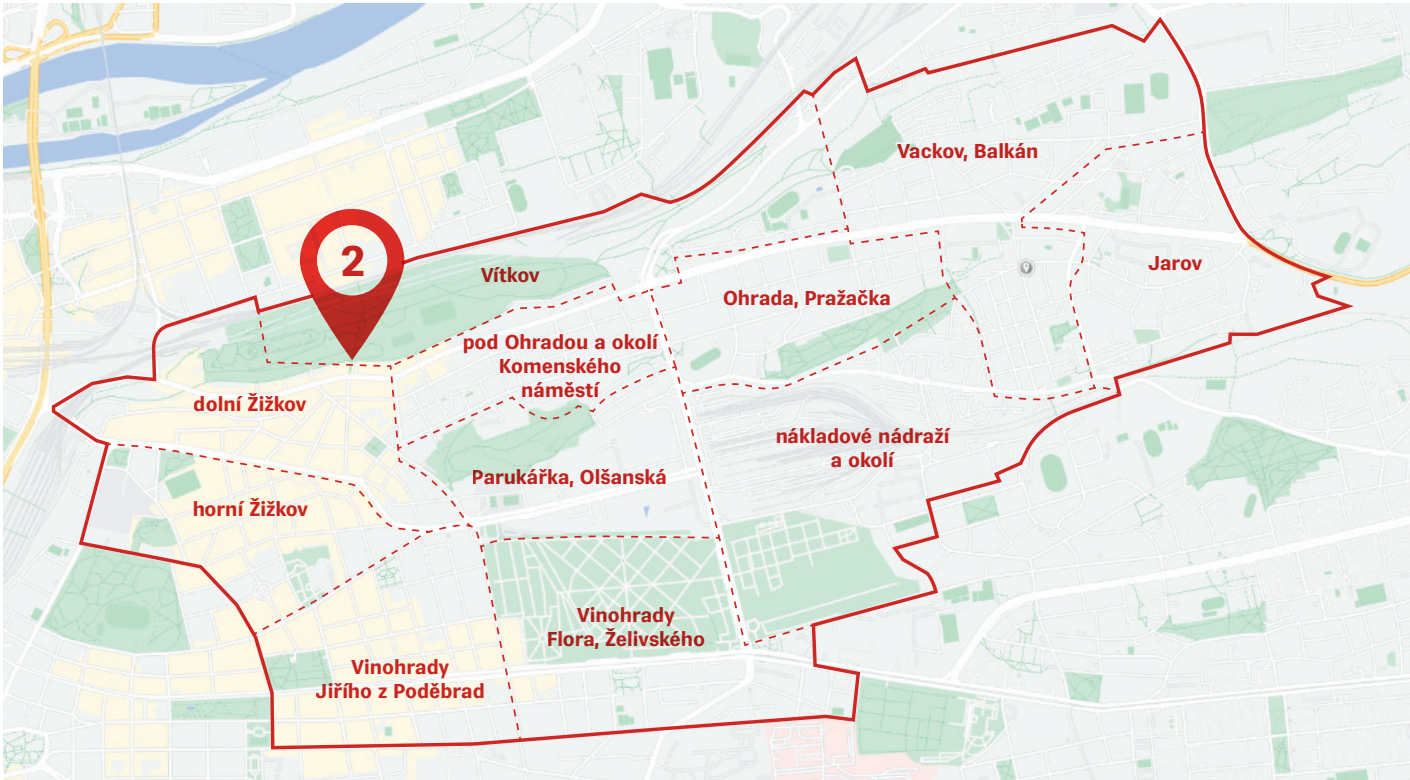 Vackov, Balkán
2
Vítkov
Jarov
Ohrada, Pražačka
pod Ohradou a okolí
Komenského
náměstí
dolní Žižkov
nákladové nádraží
a okolí
Parukářka, Olšanská
horní Žižkov
Vinohrady
Flora, Želivského
Vinohrady
Jiřího z Poděbrad